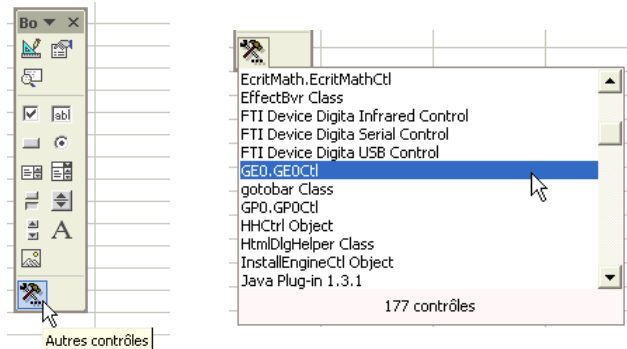 Bo
abl
A
Autres contrôles
EcritMath.EcritMathCtl
EffectBvr Class
FTI Device Digita Infrared Control
FTI Device Digita Serial Control
FTI Device Digita USB Control
GE0.GE0Ctl
gotobar Class
GP0.GP0Ctl
HHCtrl Object
HtmlDlgHelper Class
InstallEngineCtl Object
Java Plug-in 1.3.1
177 contrôles